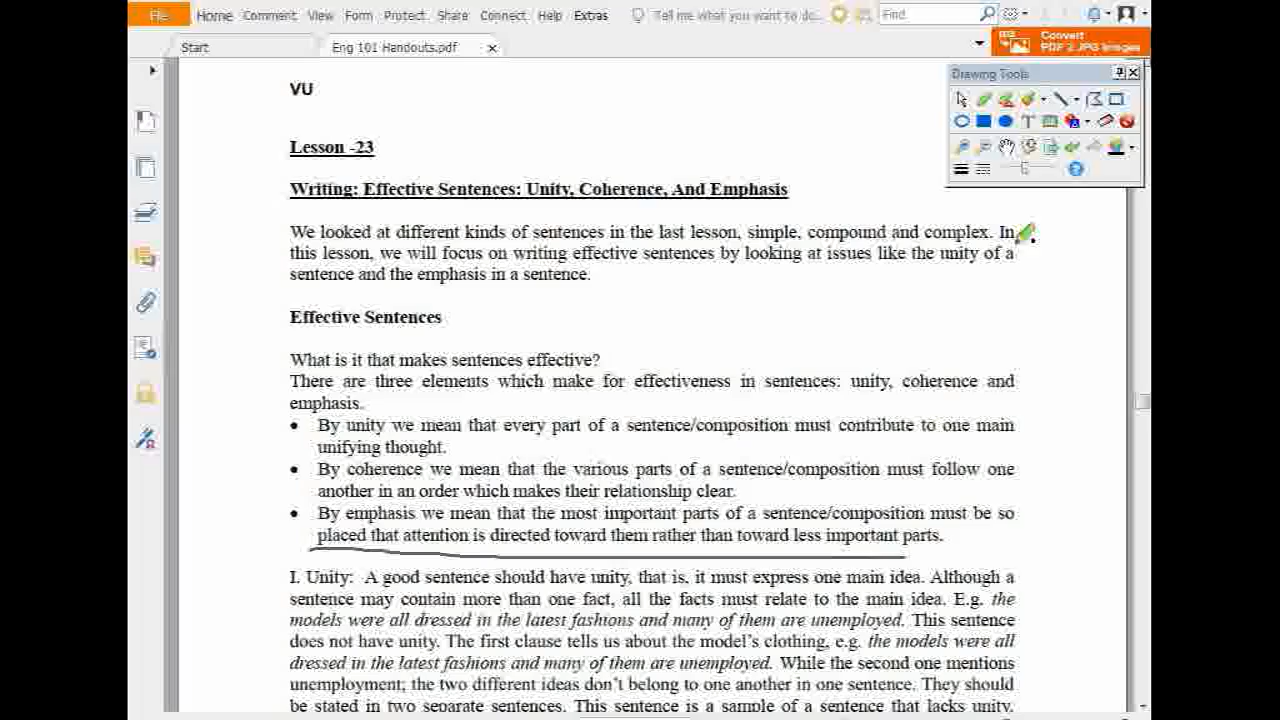 File Home Comment View Form Protect Share Connect Help Extras Tell me what you want to do... Find
Start Eng 101 Handouts.pdf
Convert
PDF 2 JPG Images
Drawing Tools
VU
Lesson -23
Writing: Effective Sentences: Unity, Coherence, And Emphasis
We looked at different kinds of sentences in the last lesson, simple, compound and complex. In
this lesson, we will focus on writing effective sentences by looking at issues like the unity of a
sentence and the emphasis in a sentence.
Effective Sentences
What is it that makes sentences effective?
There are three elements which make for effectiveness in sentences: unity, coherence and
emphasis.
• By unity we mean that every part of a sentence/composition must contribute to one main
unifying thought.
• By coherence we mean that the various parts of a sentence/composition must follow one
another in an order which makes their relationship clear.
• By emphasis we mean that the most important parts of a sentence/composition must be so
placed that attention is directed toward them rather than toward less important parts.
I. Unity: A good sentence should have unity, that is, it must express one main idea. Although a
sentence may contain more than one fact, all the facts must relate to the main idea. E.g. the
models were all dressed in the latest fashions and many of them are unemployed. This sentence
does not have unity. The first clause tells us about the model's clothing, e.g. the models were all
dressed in the latest fashions and many of them are unemployed. While the second one mentions
unemployment; the two different ideas don't belong to one another in one sentence. They should
be stated in two separate sentences. This sentence is a sample of a sentence that lacks unity.